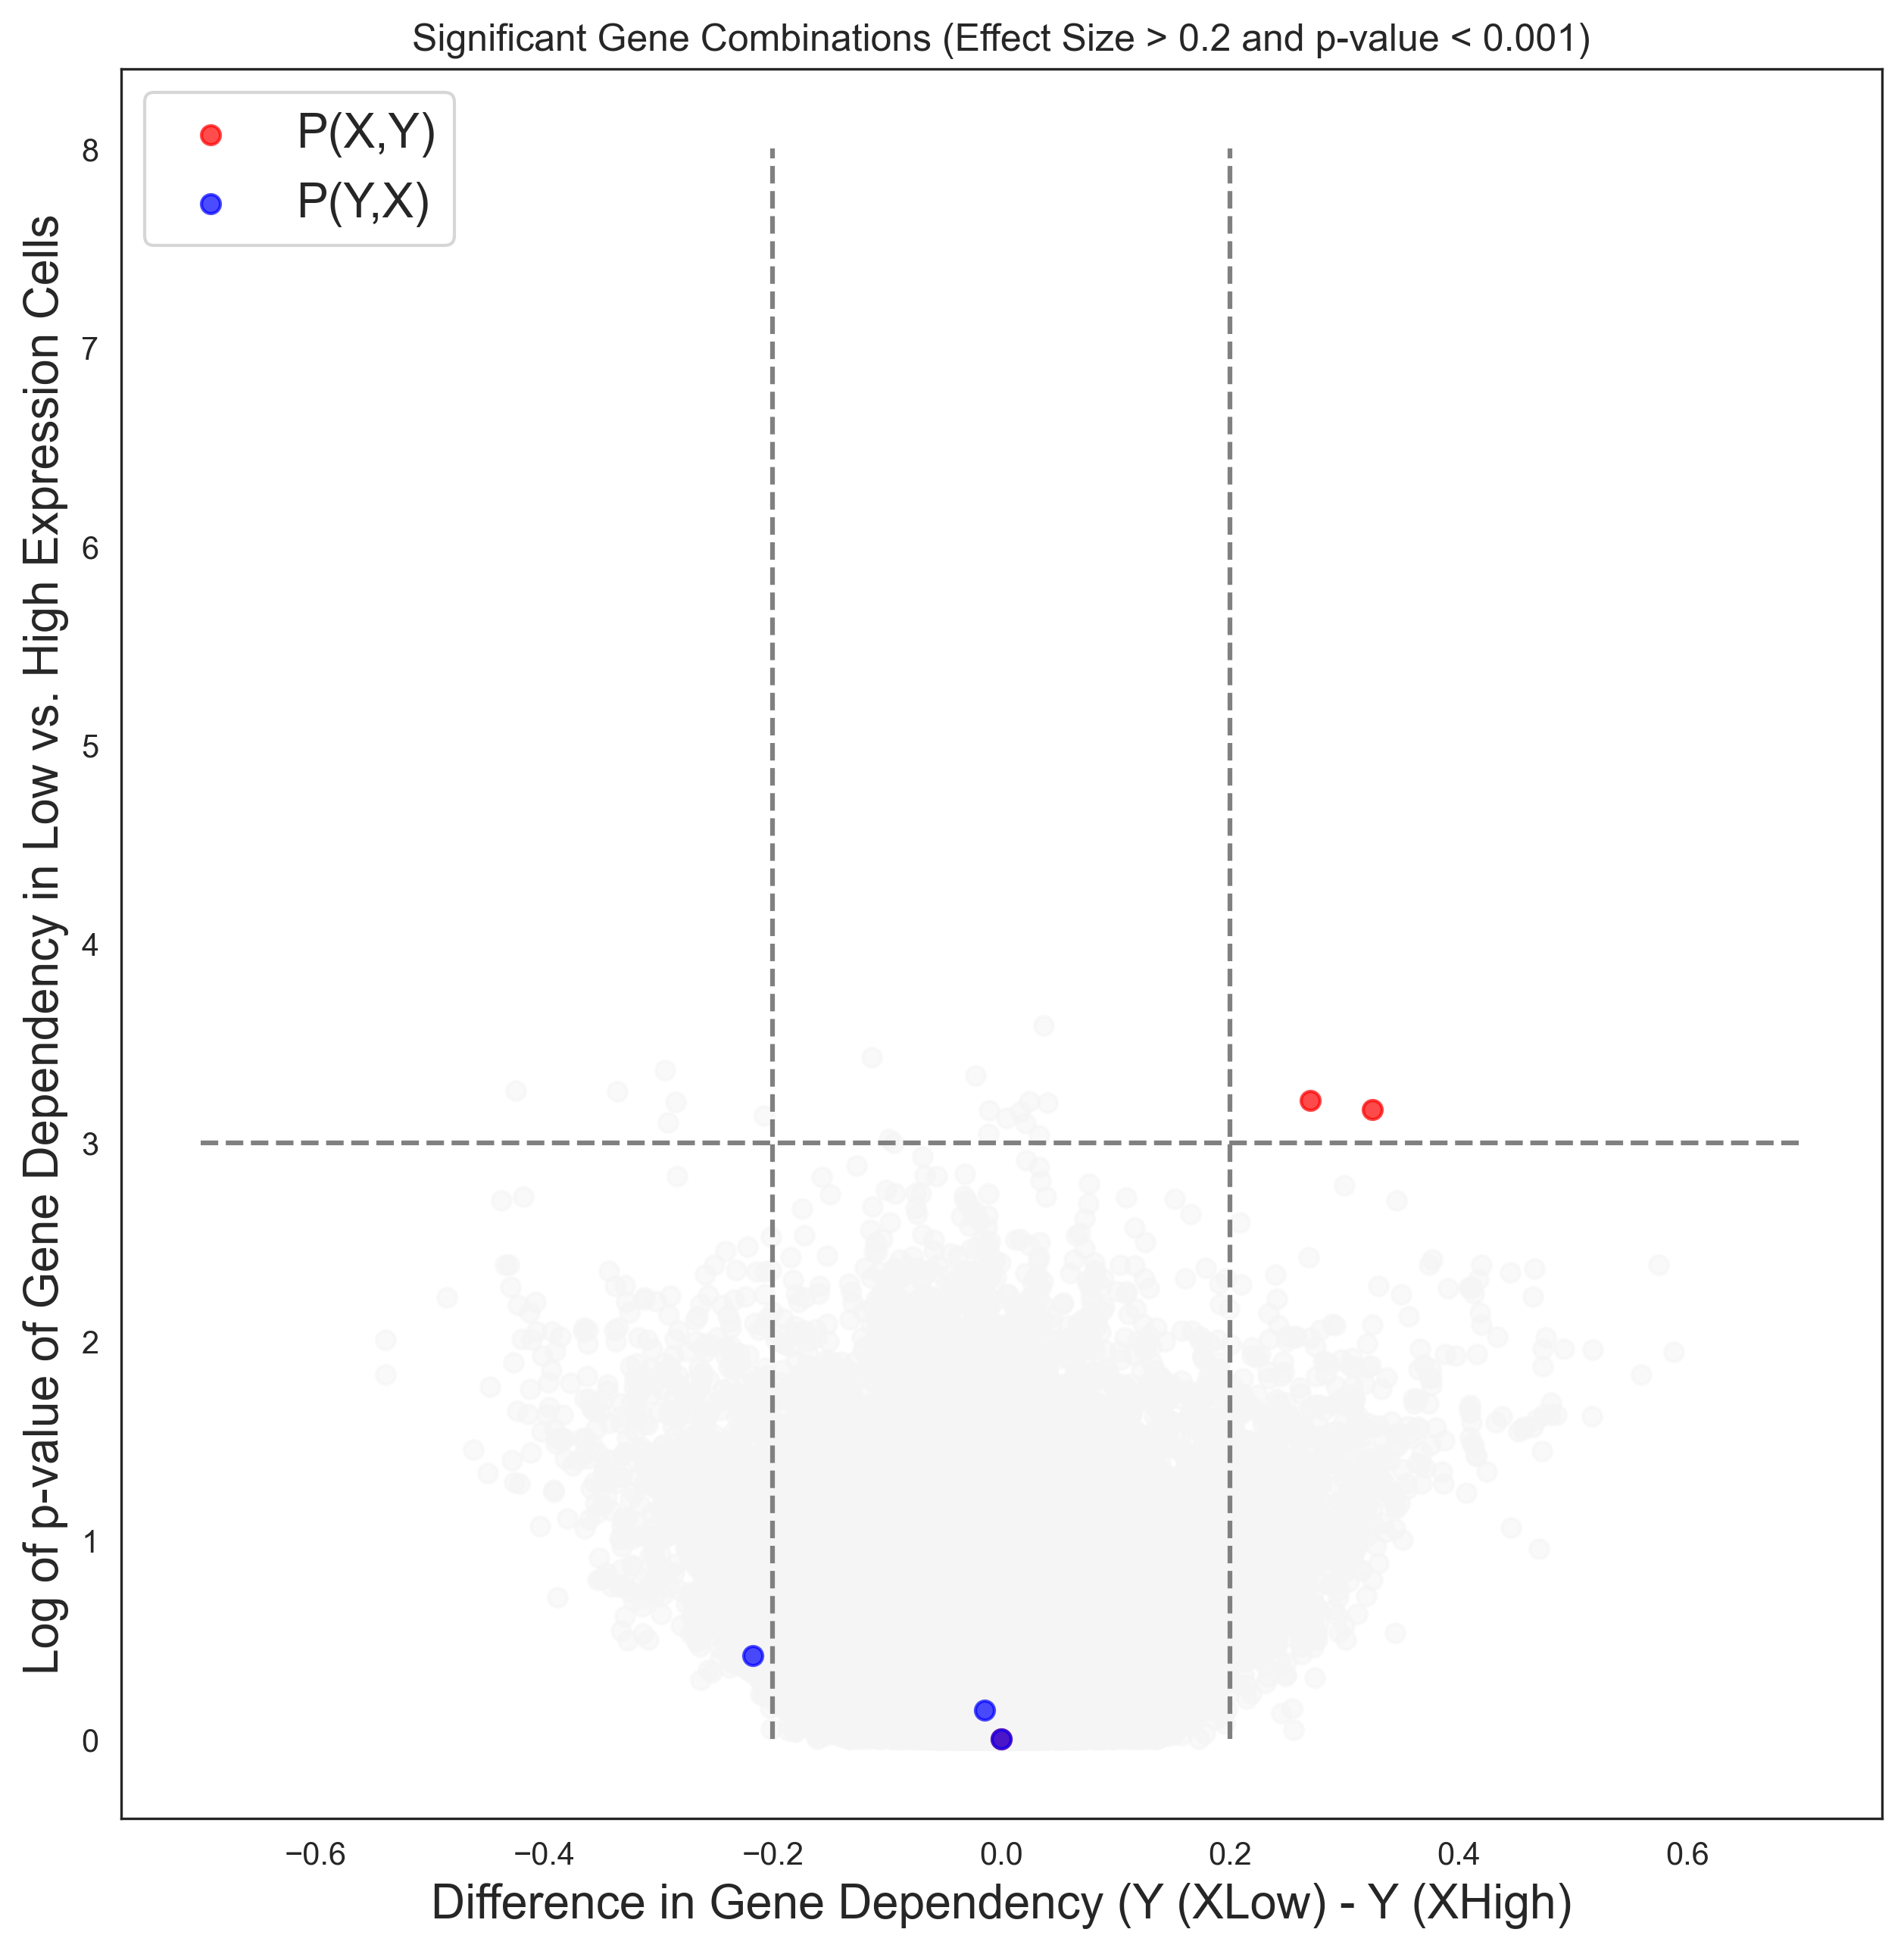 Significant Gene Combinations (Effect Size > 0.2 and p-value < 0.001)
P(X,Y)
P(Y,X)
Log of p-value of Gene Dependency in Low vs. High Expression Cells
8
7
6
5
4
3
2
1
0
−0.6 −0.4 −0.2 0.0 0.2 0.4 0.6
Difference in Gene Dependency (Y (XLow) - Y (XHigh)